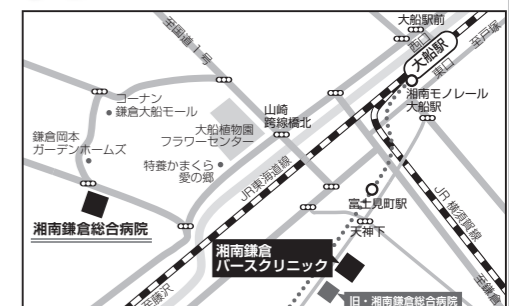 大船駅前
至国道1号
西口
大船駅
至戸塚
東口
コーナン
鎌倉大船モール
山崎
跨線橋北
湘南モノレール
大船駅
大船植物園
フラワーセンター
鎌倉岡本
ガーデンホームズ
特養かまくら
愛の郷
JR東海道線
JR横須賀線
富士見町駅
湘南鎌倉総合病院
天神下
湘南鎌倉
バースクリニック
至藤沢
至鎌倉
旧・湘南鎌倉総合病院